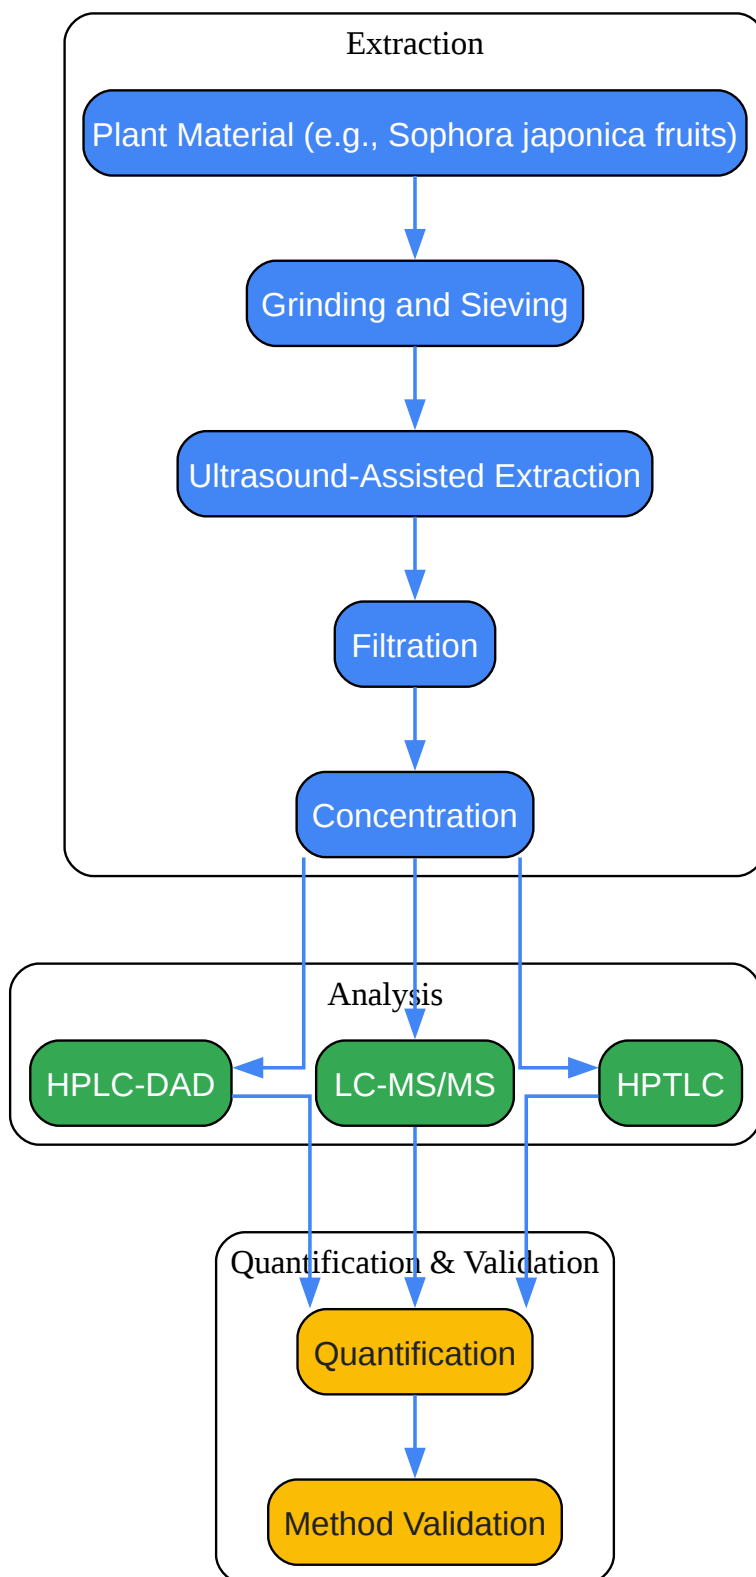 Extraction
Plant Material (e.g., Sophora japonica fruits)
Grinding and Sieving
Ultrasound-Assisted Extraction
Filtration
Concentration
Analysis
HPLC-DAD
LC-MS/MS
HPTLC
Quantification & Validation
Quantification
Method Validation